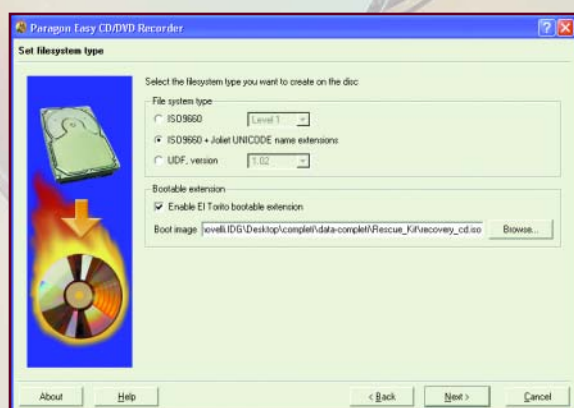 Paragon Easy CD/DVD Recorder
Set filesystem type
Select the filesystem type you want to create on the disc
File system type
ISO9660 Level 1
ISO9660 + Joliet UNICODE name extensions
UDF, version 1.02
Bootable extension
Enable El Torito bootable extension
Boot image ovelli.IDG\Desktop\completi\data-completi\Rescue_Kit\recovery_cd.iso Browse...
About Help < Back Next > Cancel